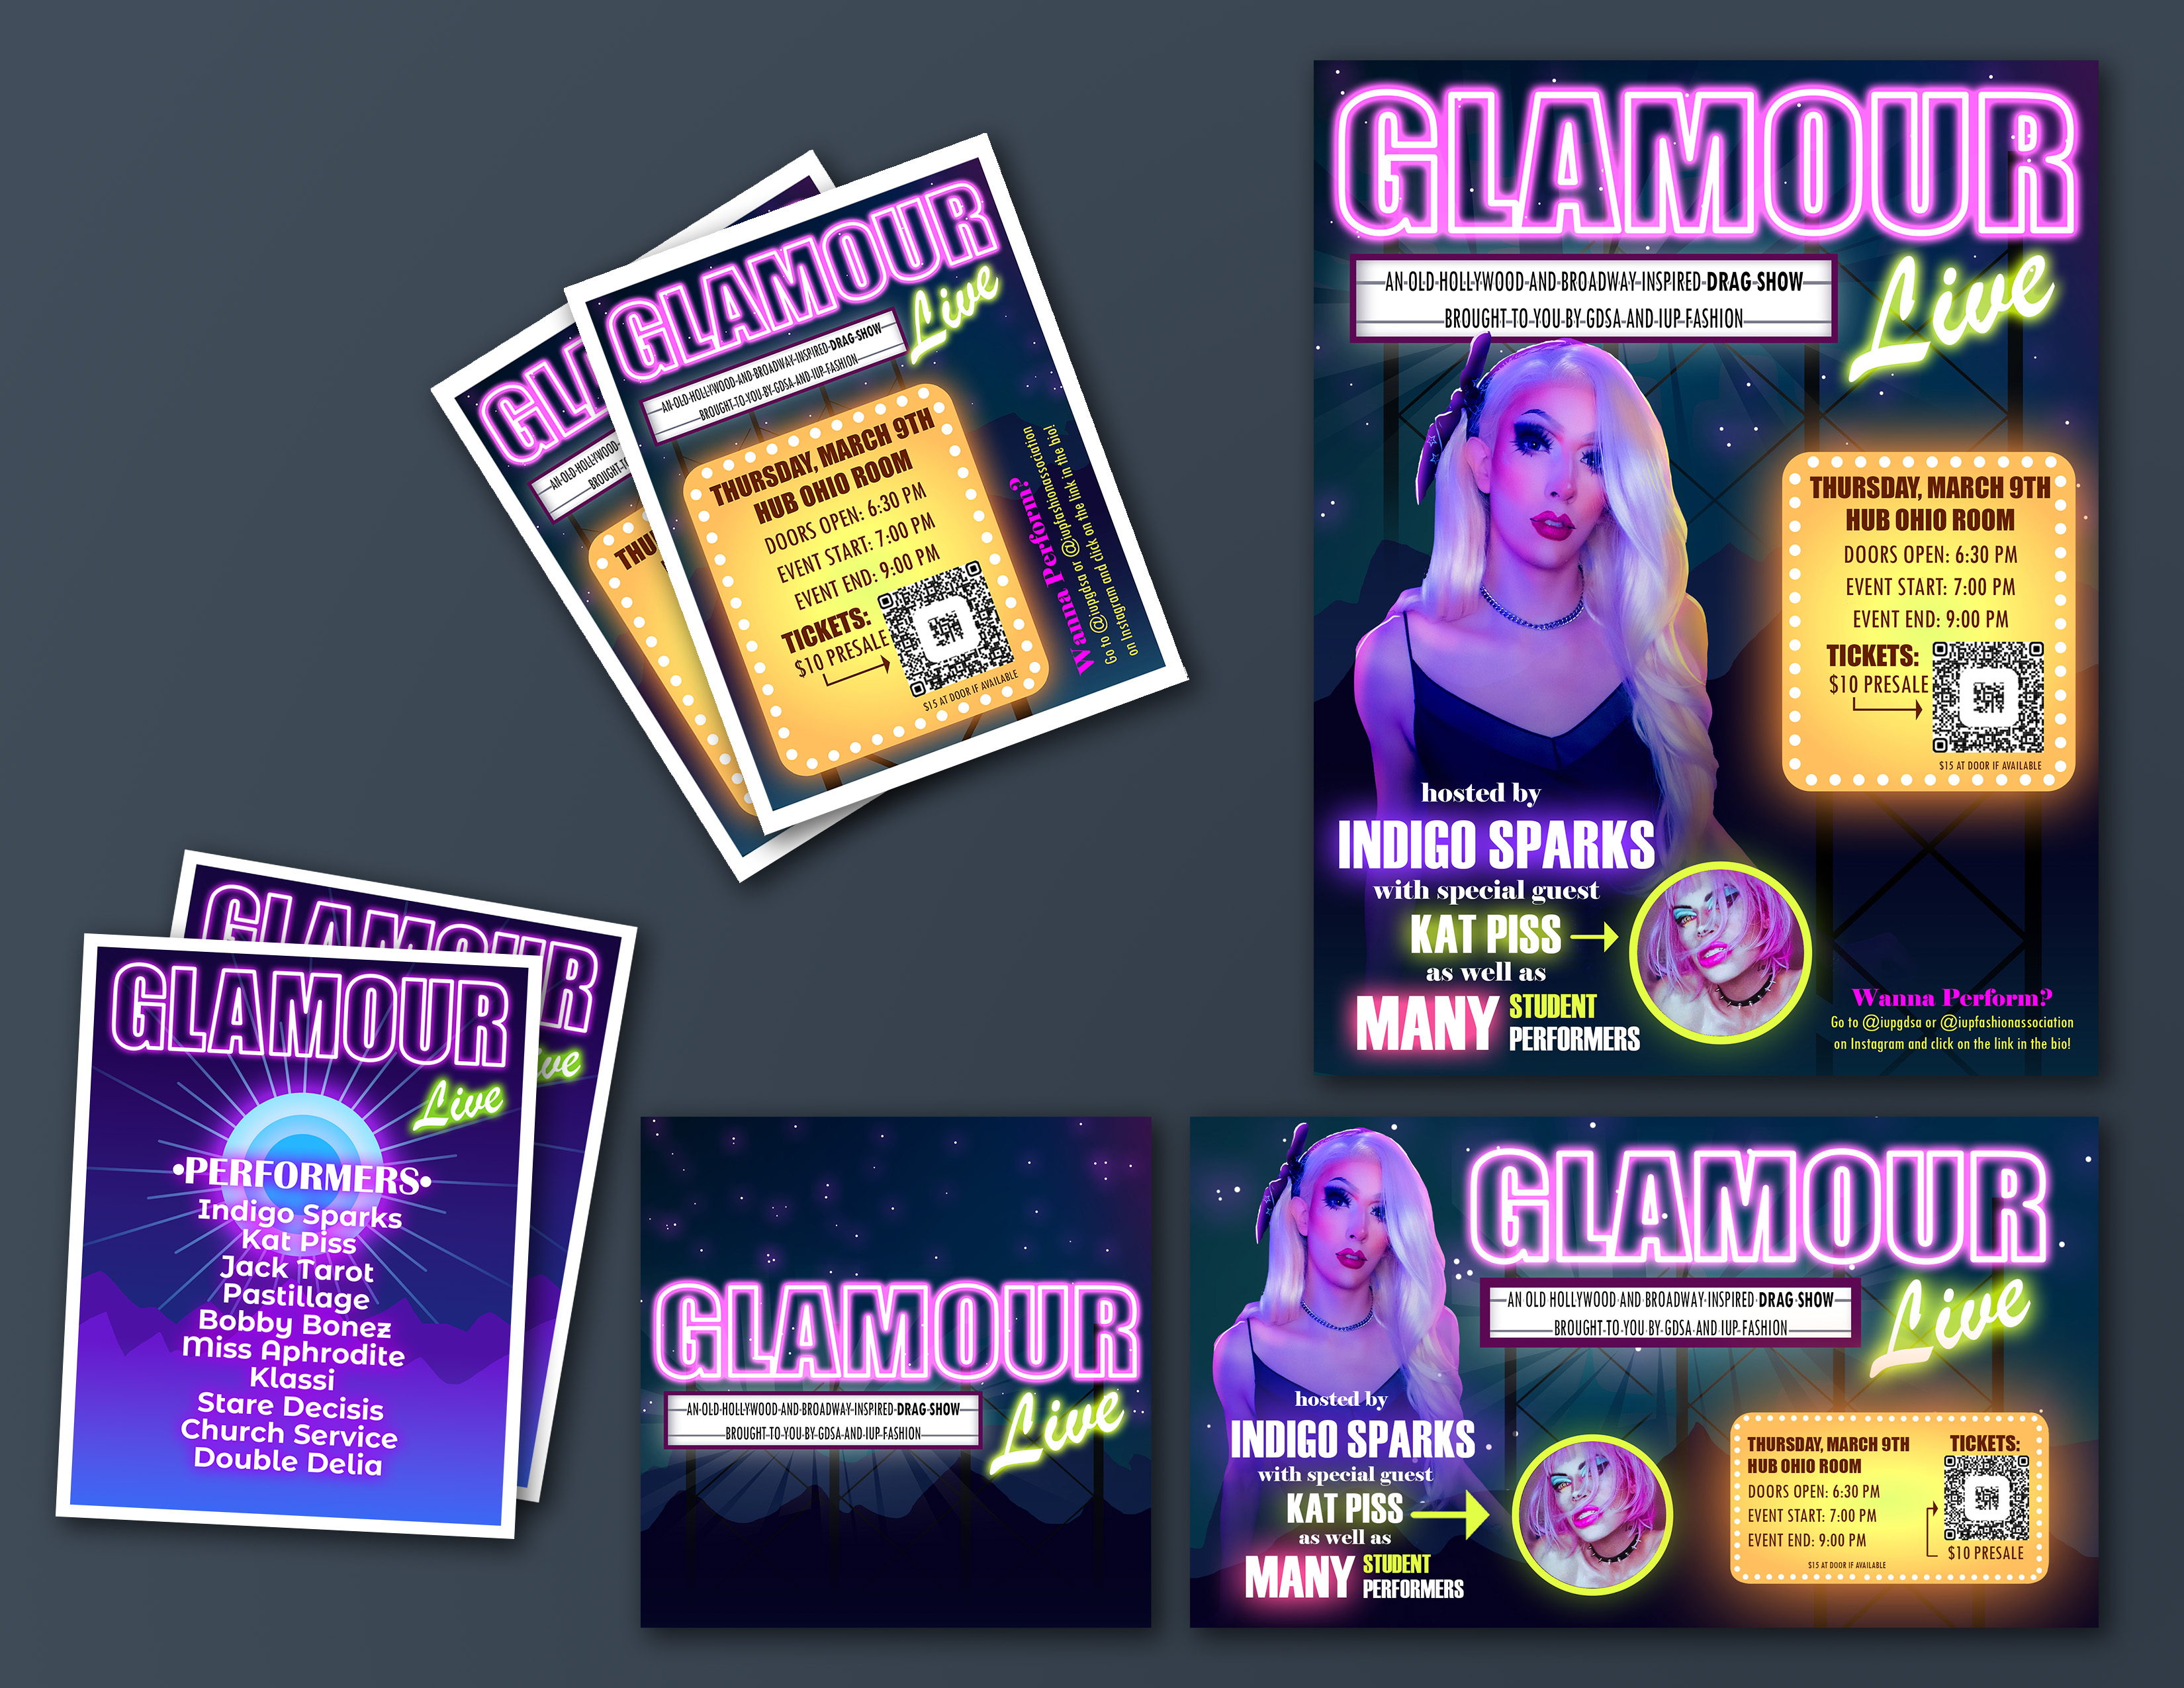 GLAMOUR
Live
AN OLD HOLLYWOOD AND BROADWAY INSPIRED DRAG SHOW
BROUGHT TO YOU BY GDSA AND IUP FASHION
THURSDAY, MARCH 9TH
HUB OHIO ROOM
DOORS OPEN: 6:30 PM
EVENT START: 7:00 PM
EVENT END: 9:00 PM
TICKETS:
$10 PRESALE
$15 AT DOOR IF AVAILABLE
Wanna Perform?
Go to @iupgdsa or @iupfashionassociation
on Instagram and click on the link in the bio!
GLA
AN OLD HOLLYWOOD
BROUGHT TO
THU
GLAMOUR
Live
AN OLD HOLLYWOOD AND BROADWAY INSPIRED DRAG SHOW
BROUGHT TO YOU BY GDSA AND IUP FASHION
THURSDAY, MARCH 9TH
HUB OHIO ROOM
DOORS OPEN: 6:30 PM
EVENT START: 7:00 PM
EVENT END: 9:00 PM
TICKETS:
$10 PRESALE
$15 AT DOOR IF AVAILABLE
hosted by
INDIGO SPARKS
with special guest
KAT PISS
as well as
MANY STUDENT
PERFORMERS
Wanna Perform?
Go to @iupgdsa or @iupfashionassociation
on Instagram and click on the link in the bio!
GLAMOUR
ive
GLAMOUR
Live
•PERFORMERS•
Indigo Sparks
Kat Piss
Jack Tarot
Pastillage
Bobby Bonez
Miss Aphrodite
Klassi
Stare Decisis
Church Service
Double Delia
GLAMOUR
AN OLD HOLLYWOOD AND BROADWAY INSPIRED DRAG SHOW
BROUGHT TO YOU BY GDSA AND IUP FASHION
Live
GLAMOUR
AN OLD HOLLYWOOD AND BROADWAY INSPIRED DRAG SHOW
BROUGHT TO YOU BY GDSA AND IUP FASHION
Live
hosted by
INDIGO SPARKS
with special guest
KAT PISS
as well as
MANY STUDENT
PERFORMERS
THURSDAY, MARCH 9TH
HUB OHIO ROOM
DOORS OPEN: 6:30 PM
EVENT START: 7:00 PM
EVENT END: 9:00 PM
$15 AT DOOR IF AVAILABLE
TICKETS:
$10 PRESALE